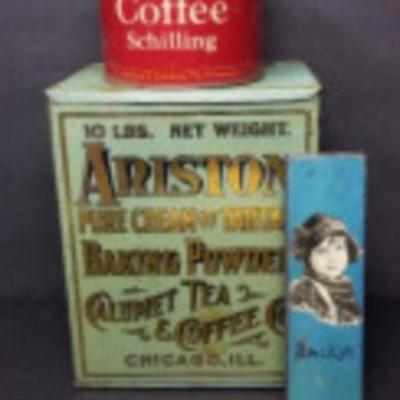 Coffee
Schilling
10 LBS. NET WEIGHT.
ARISTON
PURE CREAM OF TARTAR
BAKING POWDER
CALUMET TEA
& COFFEE CO
CHICAGO, ILL.